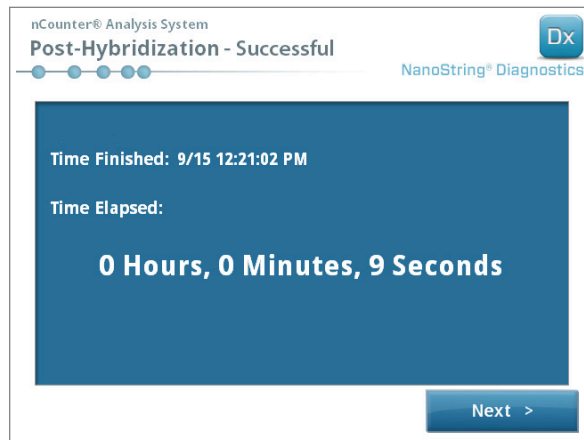 nCounter® Analysis System
Post-Hybridization - Successful
Dx
NanoString® Diagnostics
Time Finished: 9/15 12:21:02 PM
Time Elapsed:
0 Hours, 0 Minutes, 9 Seconds
Next >